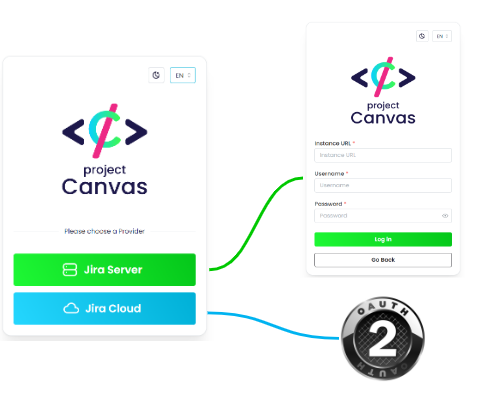 EN
project
Canvas
Please choose a Provider
Jira Server
Jira Cloud
EN
project
Canvas
Instance URL *
Instance URL
Username *
Username
Password *
Password
Log in
Go Back
OAUTH
2
OAUTH